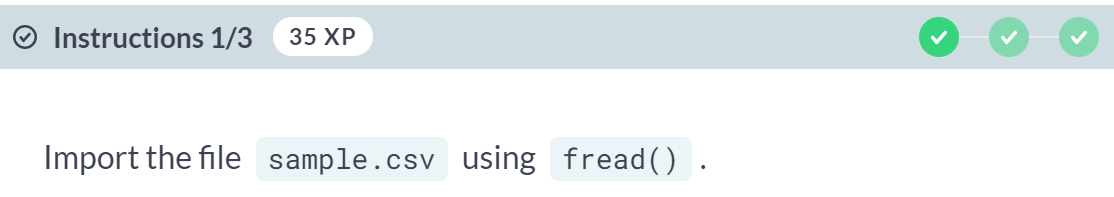 Instructions 1/3 35 XP
Import the file sample.csv using fread() .